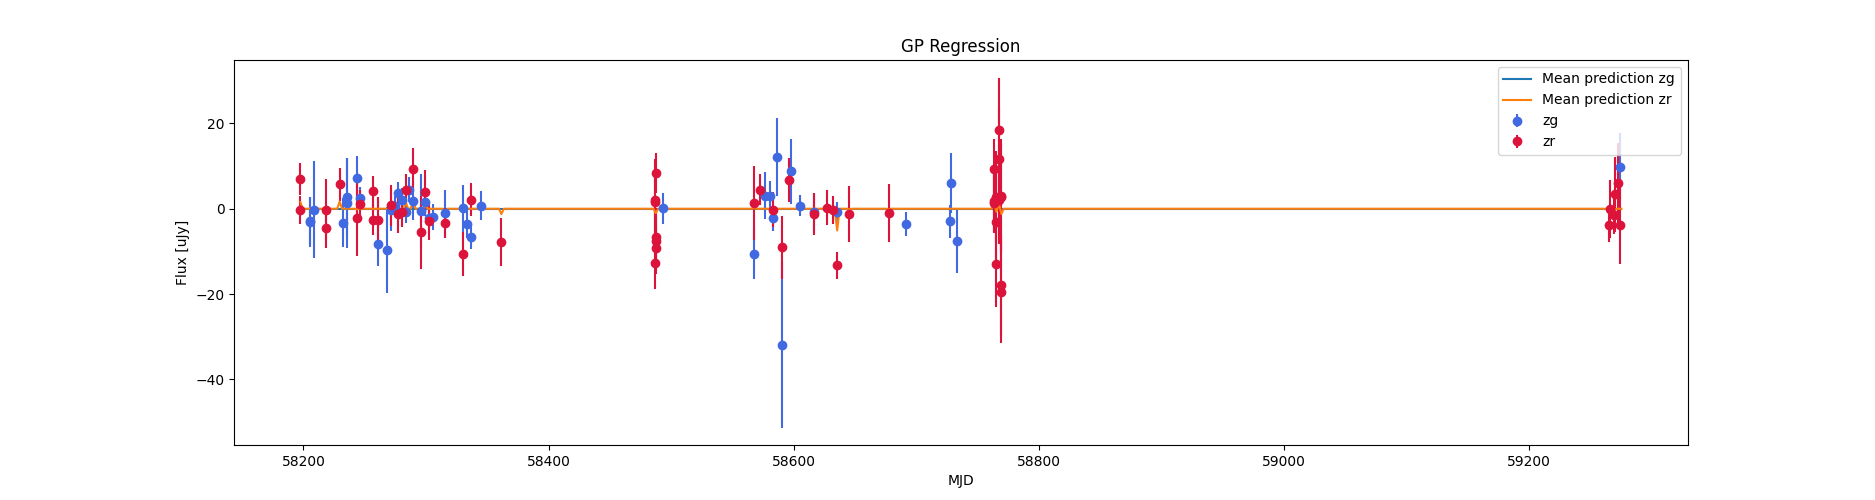 GP Regression
Mean prediction zg
Mean prediction zr
zg
zr
Flux [uJy]
20
0
−20
−40
58200
58400
58600
58800
59000
59200
MJD